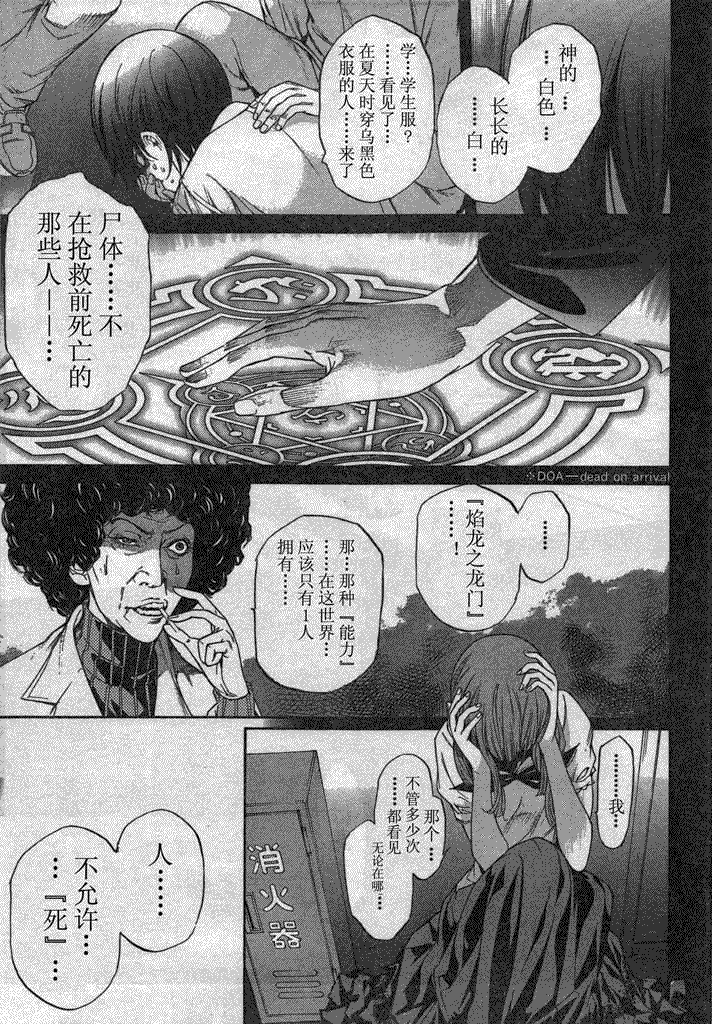 神的…
…白色…
长长的
…白…
学……学生服？
……看见了…
在夏天时穿乌黑色
衣服的人……来了
尸体……不
在抢救前死亡的
那些人——…
※DOA—dead on arrival
……
『焰龙之龙门』
……！
那…那种『能力』
……在这世界…
应该只有1人
拥有……
……我…
那个…
……
不管多少次
都看见
无论在哪…
消火器
人……
不允许…
…『死』…